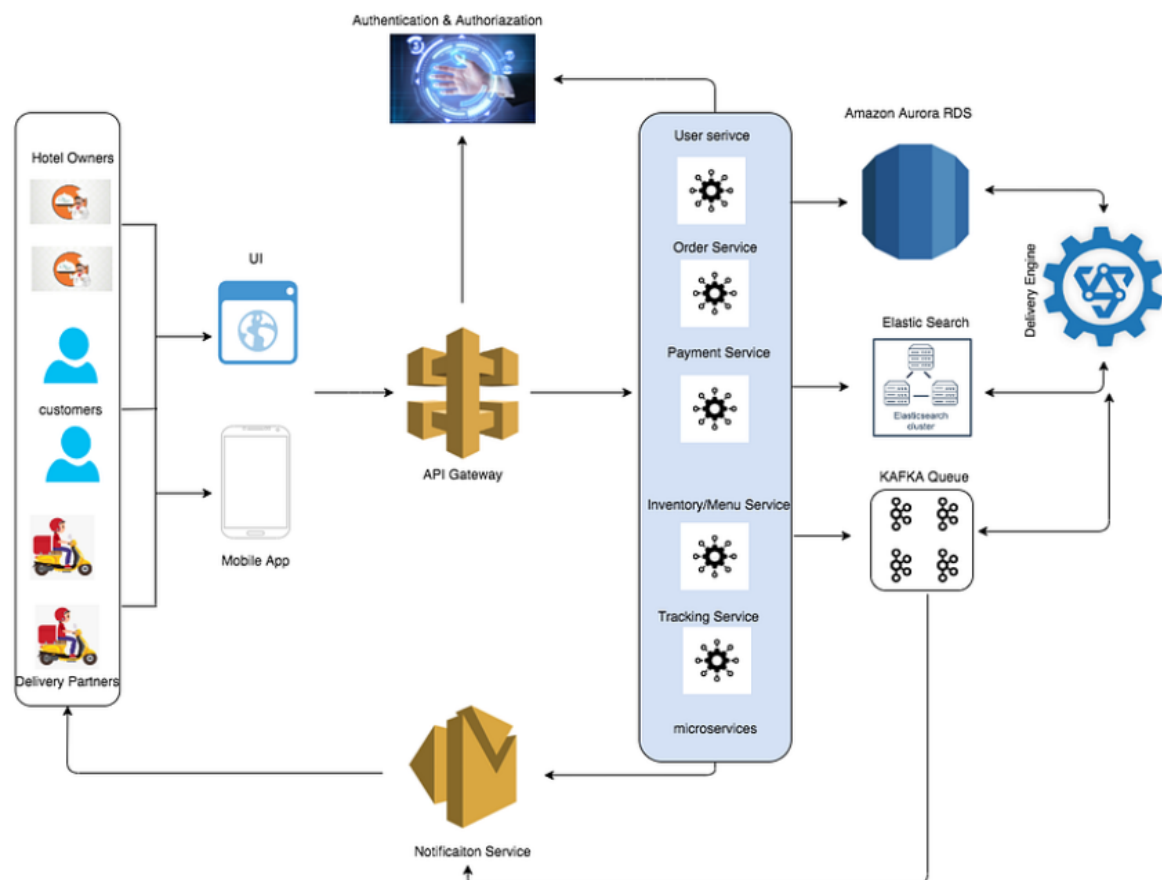 Authentication & Authoriazation
Hotel Owners
customers
Delivery Partners
UI
Mobile App
API Gateway
User serivce
Order Service
Payment Service
Inventory/Menu Service
Tracking Service
microservices
Amazon Aurora RDS
Elastic Search
Elasticsearch
cluster
KAFKA Queue
Delivery Engine
Notificaiton Service